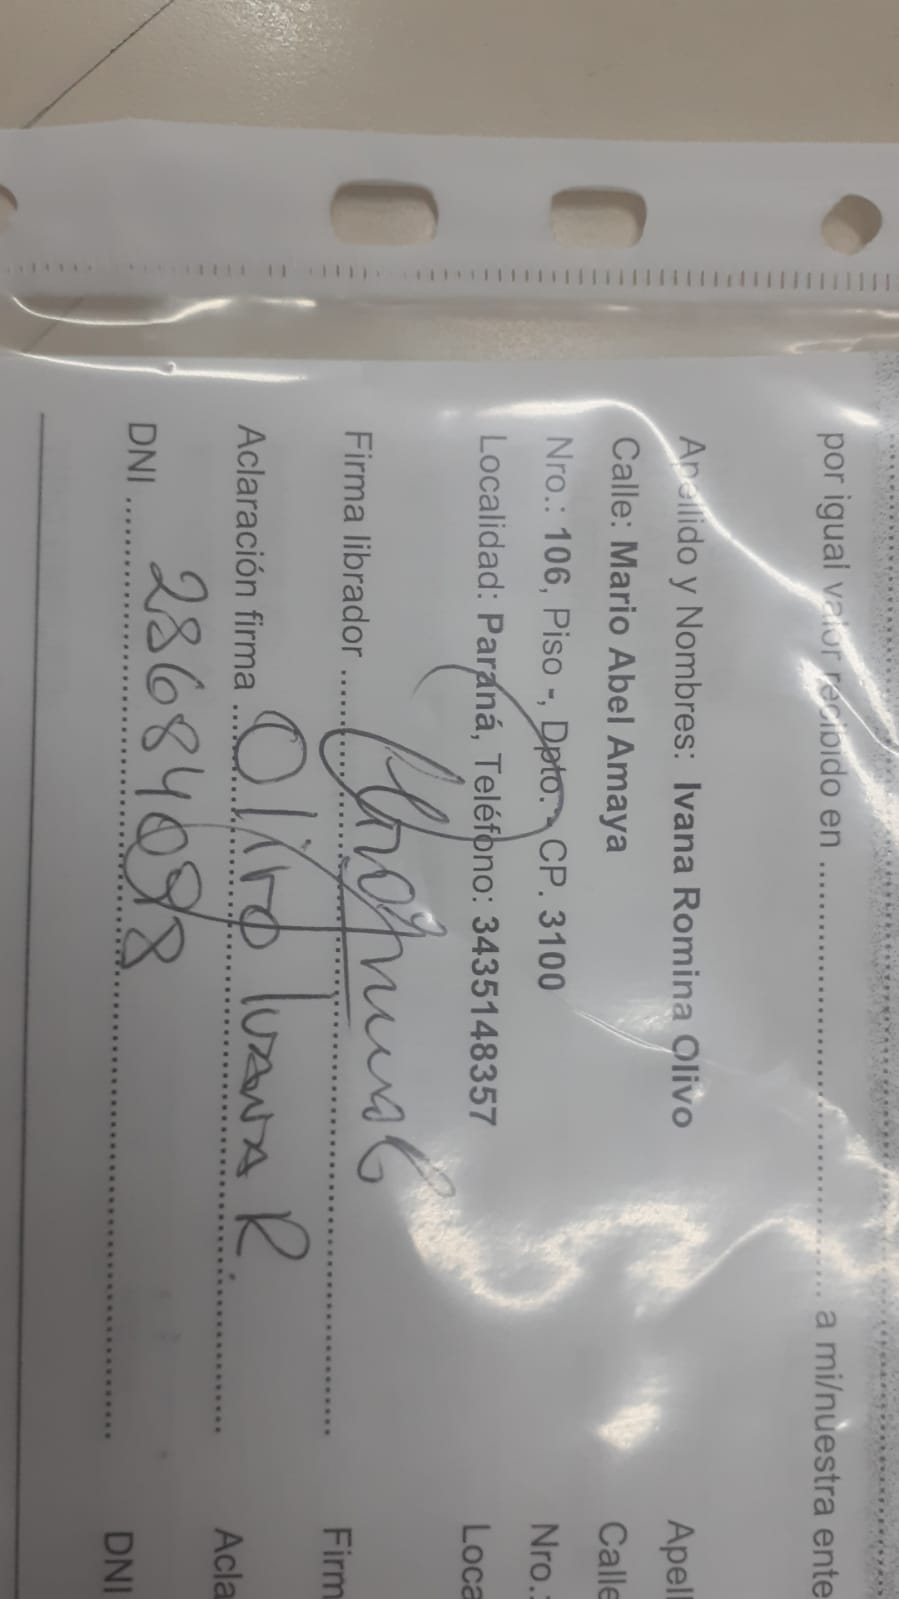 por igual valor recibido en ........................ a mi/nuestra ente
Apellido y Nombres: Ivana Romina Olivo
Calle: Mario Abel Amaya
Nro.: 106, Piso -, Dpto. - CP. 3100
Localidad: Paraná, Teléfono: 3435148357
Firma librador ........................
Aclaración firma ........ Olivo Ivana R.
DNI ........ 28684098
Apell
Calle
Nro.:
Loca
Firm
Acla
DNI